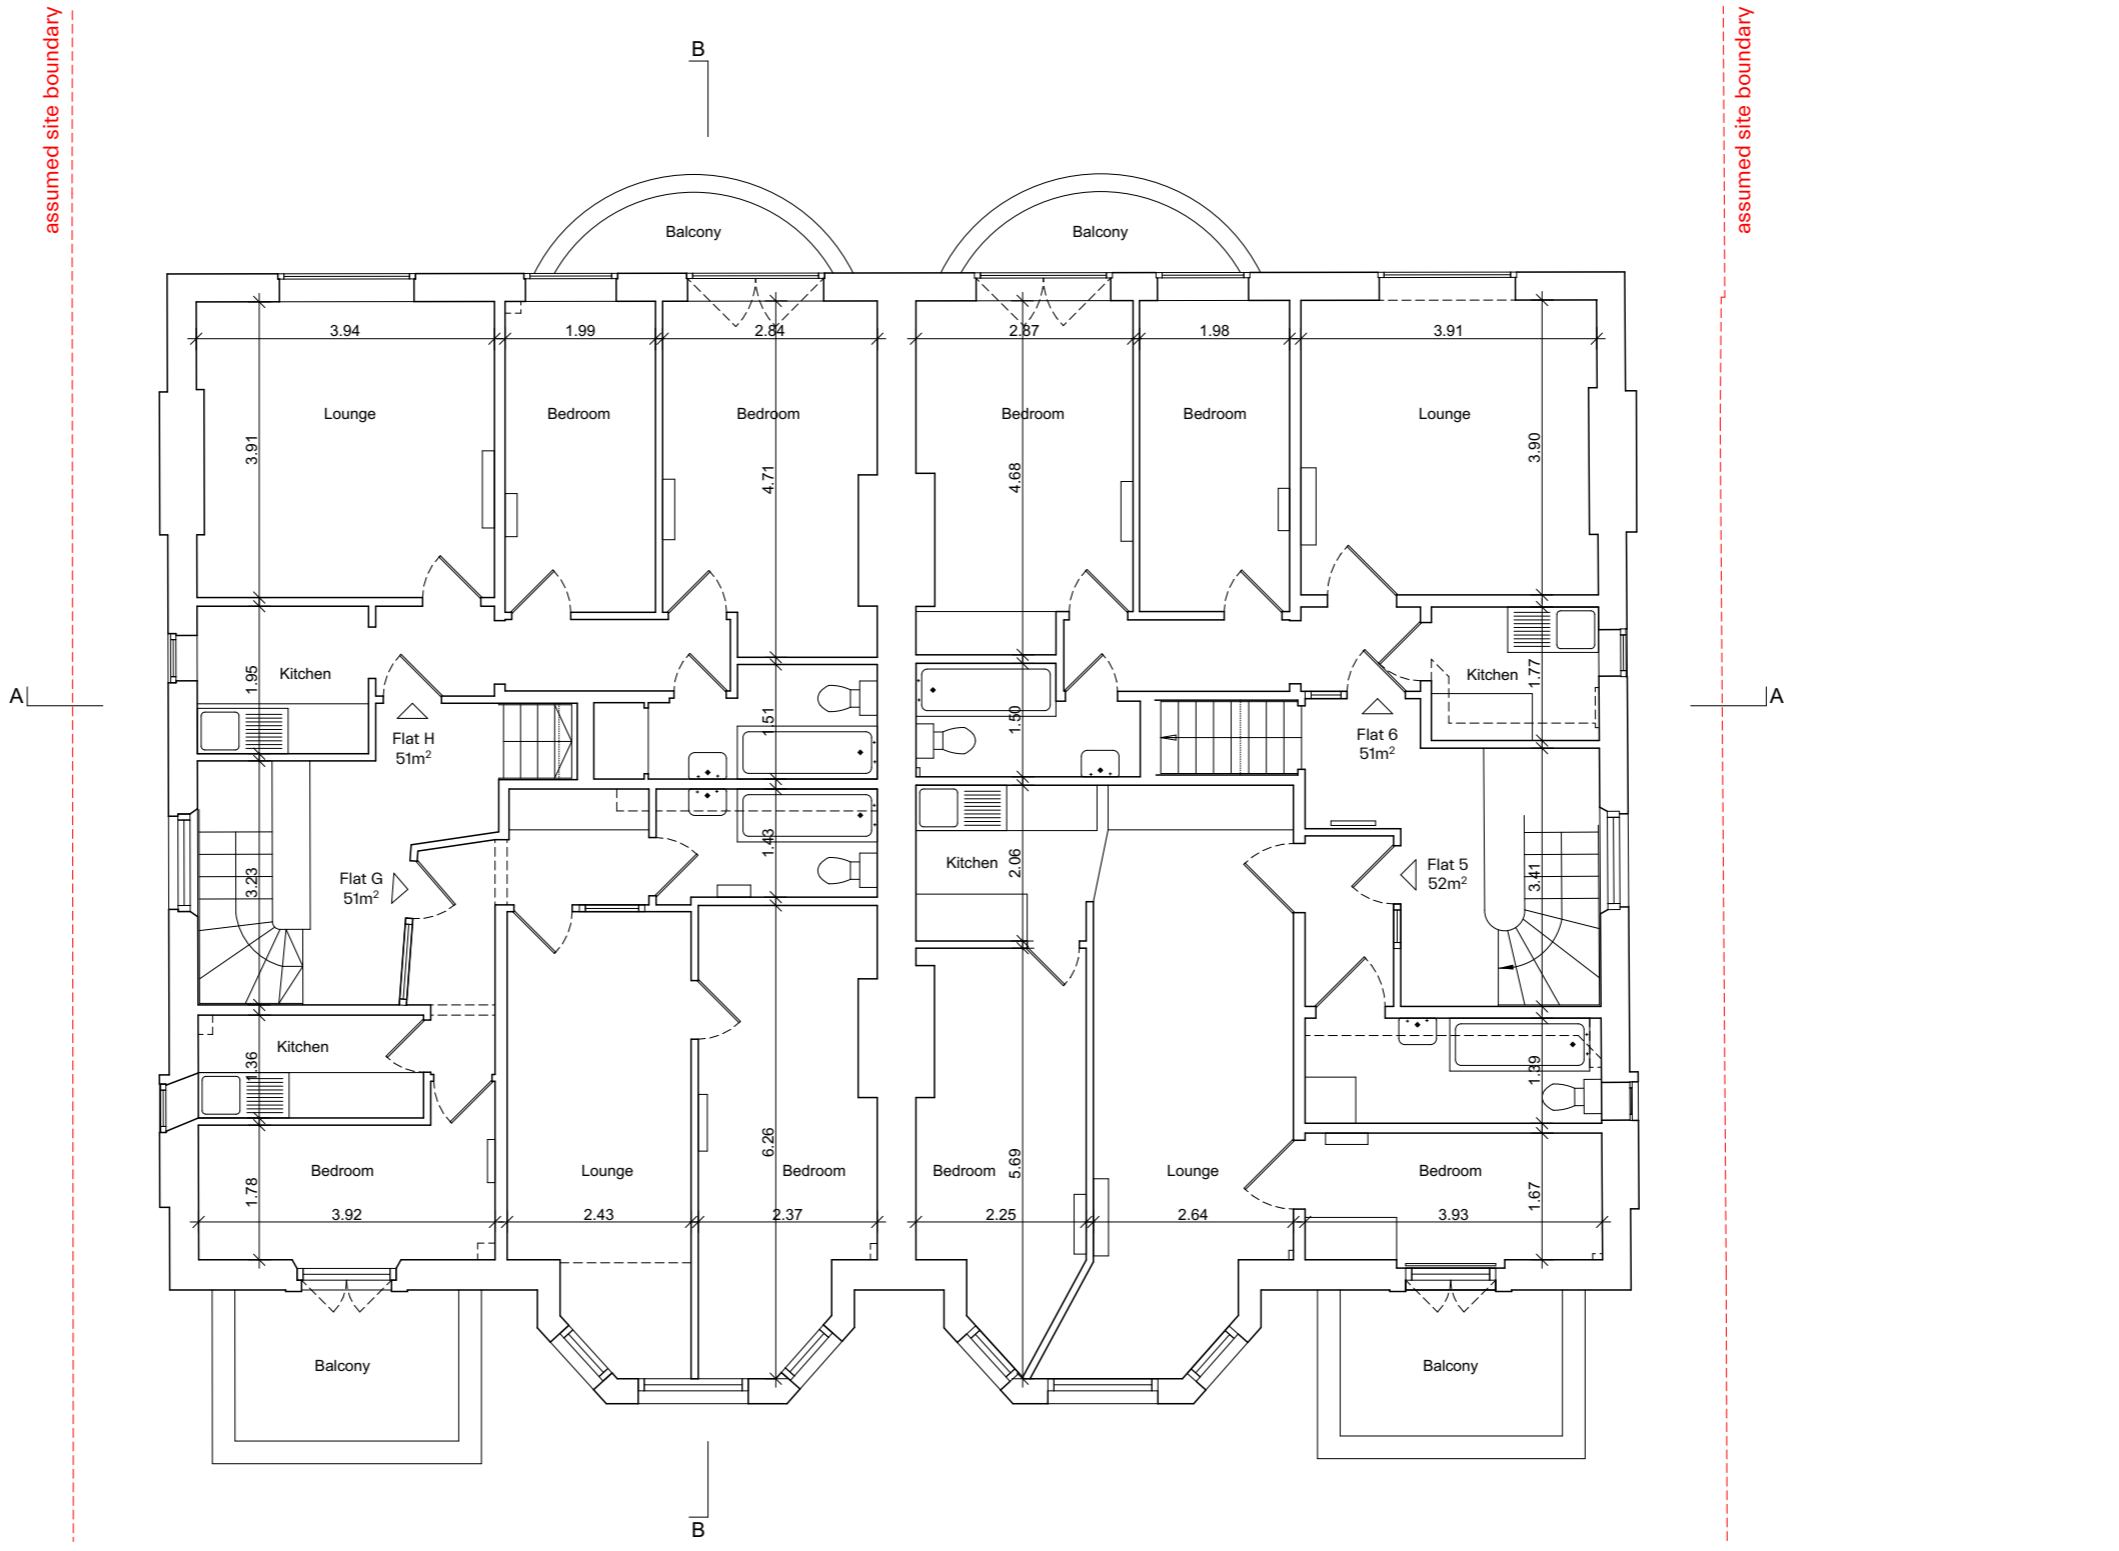 assumed site boundary
assumed site boundary
B
Balcony
Balcony
3.94
1.99
2.84
2.87
1.98
3.91
Lounge
Bedroom
Bedroom
Bedroom
Bedroom
Lounge
3.91
4.71
4.68
3.90
Kitchen
1.95
Kitchen
1.77
A
A
Flat H
51m²
1.51
1.50
Flat 6
51m²
1.43
Kitchen
2.06
Flat G
51m²
3.23
Flat 5
52m²
3.41
Kitchen
1.36
1.39
6.26
5.69
Bedroom
Lounge
Bedroom
Bedroom
Lounge
Bedroom
1.78
1.67
3.92
2.43
2.37
2.25
2.64
3.93
Balcony
Balcony
B